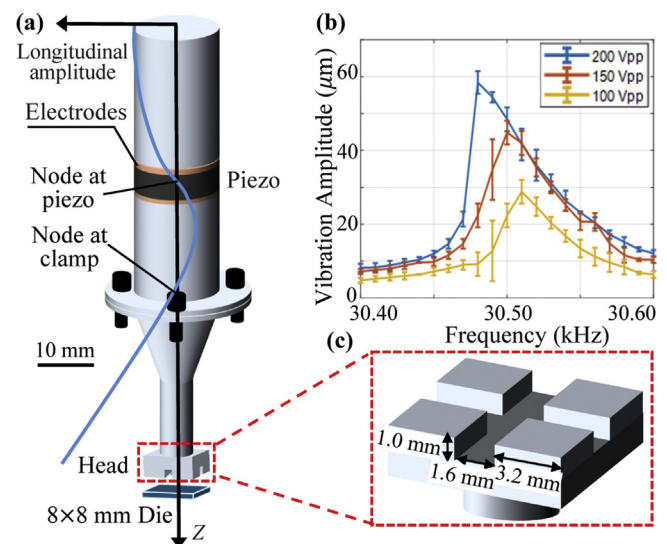 (a)
Longitudinal
amplitude
Electrodes
Node at
piezo
Piezo
Node at
clamp
10 mm
Head
8×8 mm Die
Z
(b)
Vibration Amplitude (μm)
60
40
20
0
200 Vpp
150 Vpp
100 Vpp
30.40
30.50
30.60
Frequency (kHz)
(c)
1.0 mm
1.6 mm
3.2 mm